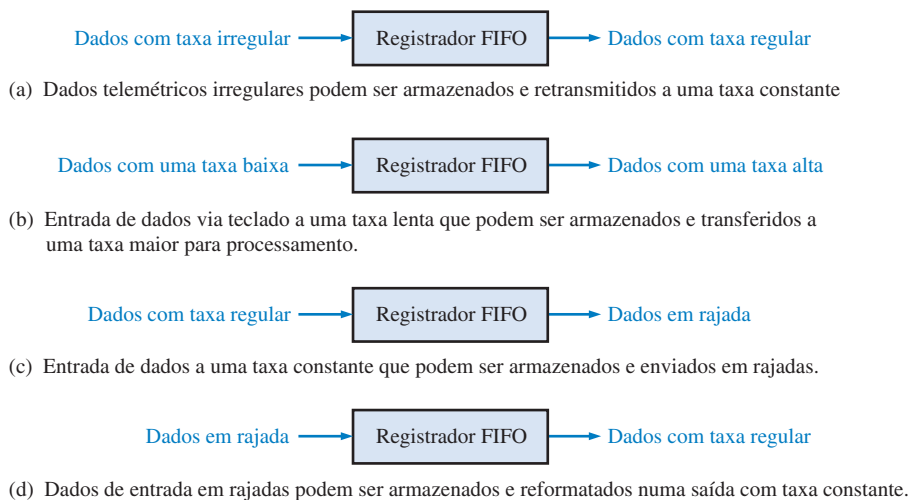 Dados com taxa irregular Registrador FIFO Dados com taxa regular
(a) Dados telemétricos irregulares podem ser armazenados e retransmitidos a uma taxa constante
Dados com uma taxa baixa Registrador FIFO Dados com uma taxa alta
(b) Entrada de dados via teclado a uma taxa lenta que podem ser armazenados e transferidos a
uma taxa maior para processamento.
Dados com taxa regular Registrador FIFO Dados em rajada
(c) Entrada de dados a uma taxa constante que podem ser armazenados e enviados em rajadas.
Dados em rajada Registrador FIFO Dados com taxa regular
(d) Dados de entrada em rajadas podem ser armazenados e reformatados numa saída com taxa constante.